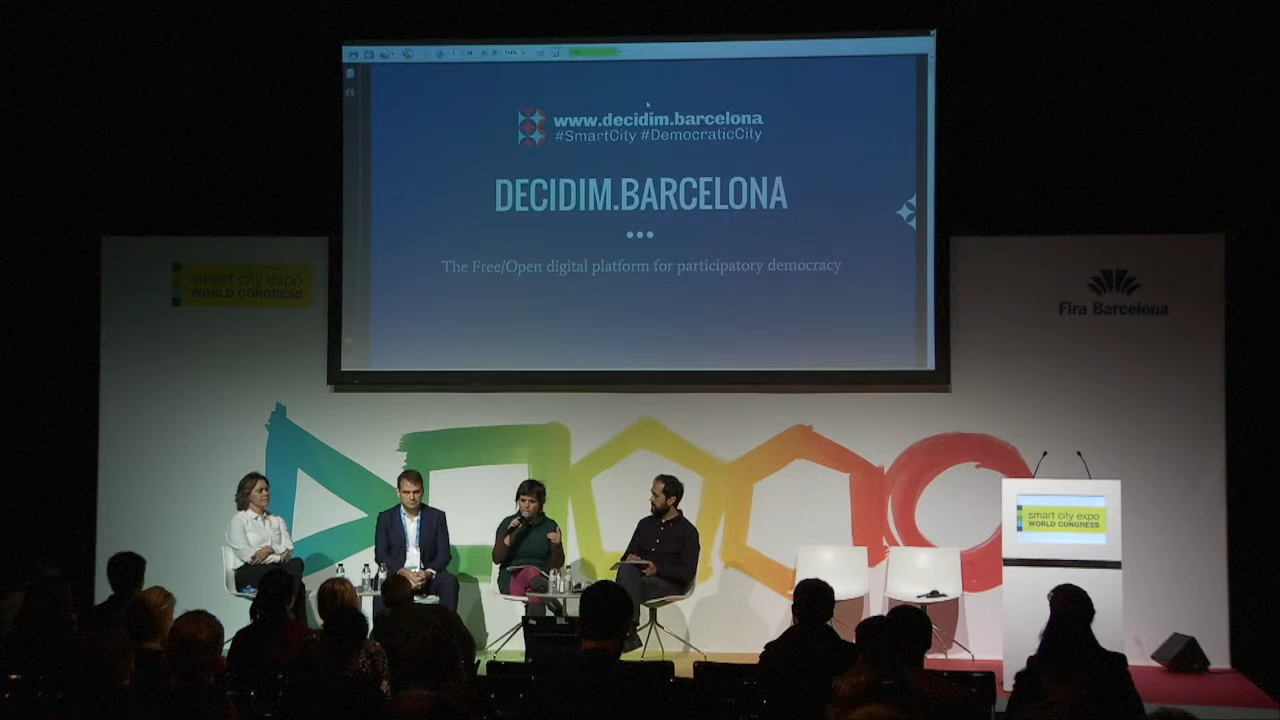 www.decidim.barcelona
#SmartCity #DemocraticCity
DECIDIM.BARCELONA
The Free/Open digital platform for participatory democracy
smart city expo
WORLD CONGRESS
Fira Barcelona
smart city expo
WORLD CONGRESS